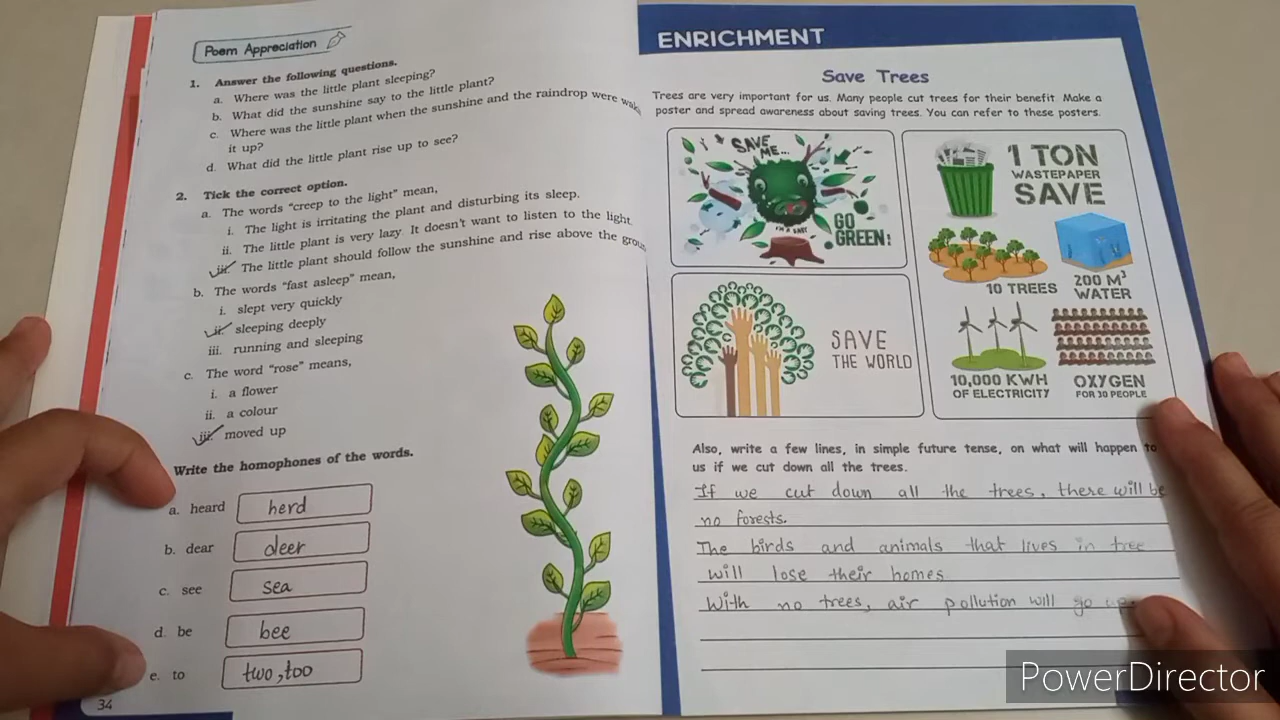 Poem Appreciation
1. Answer the following questions.
a. Where was the little plant sleeping?
b. What did the sunshine say to the little plant?
c. Where was the little plant when the sunshine and the raindrop were
it up?
d. What did the little plant rise up to see?
2. Tick the correct option.
a. The words “creep to the light” mean,
i. The light is irritating the plant and disturbing its sleep.
ii. The little plant is very lazy. It doesn’t want to listen to the light.
iii. The little plant should follow the sunshine and rise above the
b. The words “fast asleep” mean,
i. slept very quickly
ii. sleeping deeply
iii. running and sleeping
c. The word “rose” means,
i. a flower
ii. a colour
iii. moved up
Write the homophones of the words.
a. heard herd
b. dear deer
c. see sea
d. be bee
e. to two, too
34
ENRICHMENT
Save Trees
Trees are very important for us. Many people cut trees for their benefit. Make a
poster and spread awareness about saving trees. You can refer to these posters.
SAVE
ME...
GO
GREEN!
SAVE
THE WORLD
1 TON
WASTEPAPER
SAVE
10 TREES
200 M³
WATER
10,000 KWH
OF ELECTRICITY
OXYGEN
FOR 30 PEOPLE
Also, write a few lines, in simple future tense, on what will happen to
us if we cut down all the trees.
If we cut down all the trees, there will be
no forests.
The birds and animals that lives in tree
will lose their homes
With no trees, air pollution will go up
PowerDirector